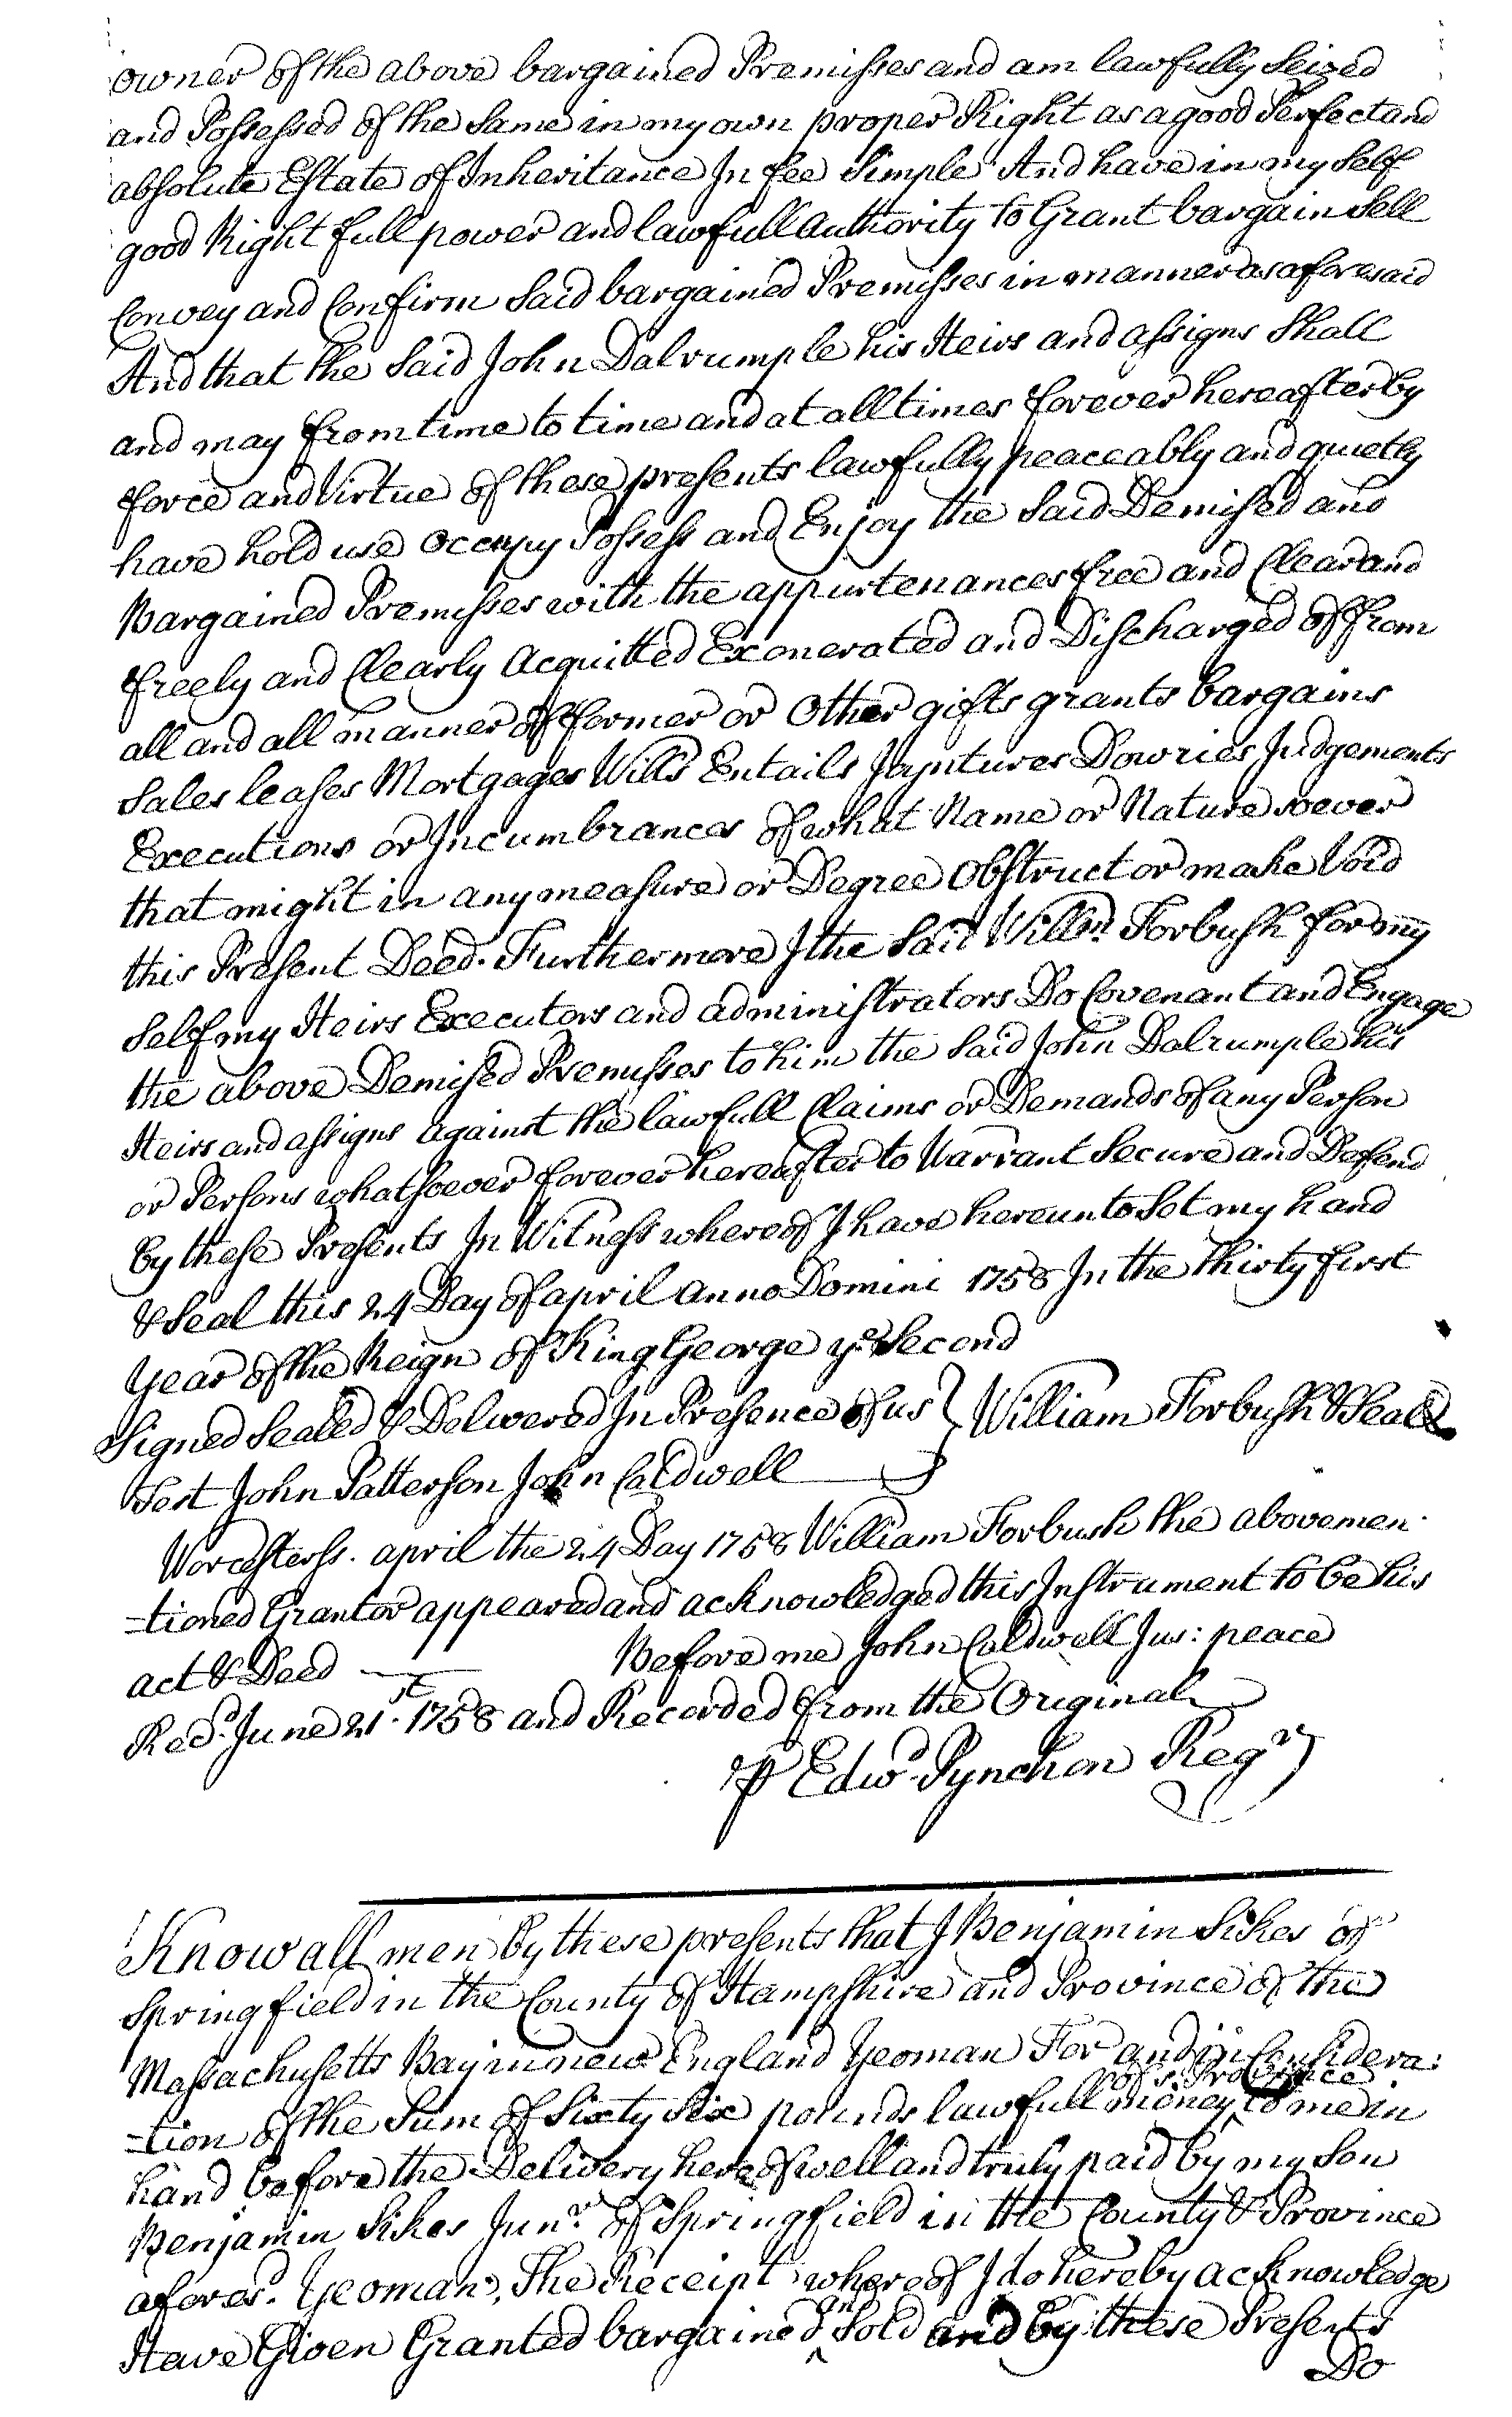 owner of the above bargained Premisses and am lawfully Seized
and Possessed of the Same in my own proper Right as a good Perfect and
absolute Estate of Inheritance In fee Simple And have in my Self
good Right full power and lawfull authority to Grant bargain Sell
Convey and Confirm Said bargained Premisses in manner as aforesaid
And that the Said John Dalrumple his Heirs and assigns Shall
and may from time to time and at all times forever hereafter by
force and Virtue of these presents lawfully peaceably and quietly
have hold use Occupy Possess and Enjoy the Said Demised and
Bargained Premisses with the appurtenances free and Clear and
freely and Clearly Acquitted Exonerated and Discharged of from
all and all manner of former or Other gifts grants bargains
Sales leases Mortgages Wills Entails Joyntures Dowries Judgements
Executions or Incumbrances of what Name or Nature soever
that might in any measure or Degree Obstruct or make Void
this Present Deed. Furthermore I the Said Willm. Forbush for my
Self my Heirs Executors and administrators Do Covenant and Engage
the above Demised Premisses to him the Said John Dalrumple his
Heirs and assigns against the lawfull Claims or Demands of any Person
or Persons whatsoever forever hereafter to Warrant Secure and Defend
by these Presents In Witness whereof I have hereunto Set my hand
& Seal this 24 Day of april anno Domini 1758 In the Thirty first
Year of the Reign of King George ye. Second
Signed Sealed & Delivered In Presence of us } William Forbush & Seal
Test John Patterson John Caldwell
Worcester ss. april the 24 Day 1758 William Forbush the abovemen-
-tioned Grantor appeared and acknowledged this Instrument to be his
act & Deed Before me John Caldwell Jus: peace
Recd. June 21st. 1758 and Recorded from the Original
P Edwd. Pynchon Regr
Know all men by these presents that I Benjamin Sikes of
Springfield in the County of Hampshire and Province of the
Massachusetts Bay in new England Yeoman For and in Considera:
-tion of the Sum of Sixty Six pounds lawfull money of sd. Province to me in
hand before the Delivery hereof well and truly paid by my Son
Benjamin Sikes Junr. of Springfield in the County & Province
aforesd. Yeoman, The Receipt whereof I do hereby acknowledge
Have Given Granted bargained and Sold and by these Presents
Do